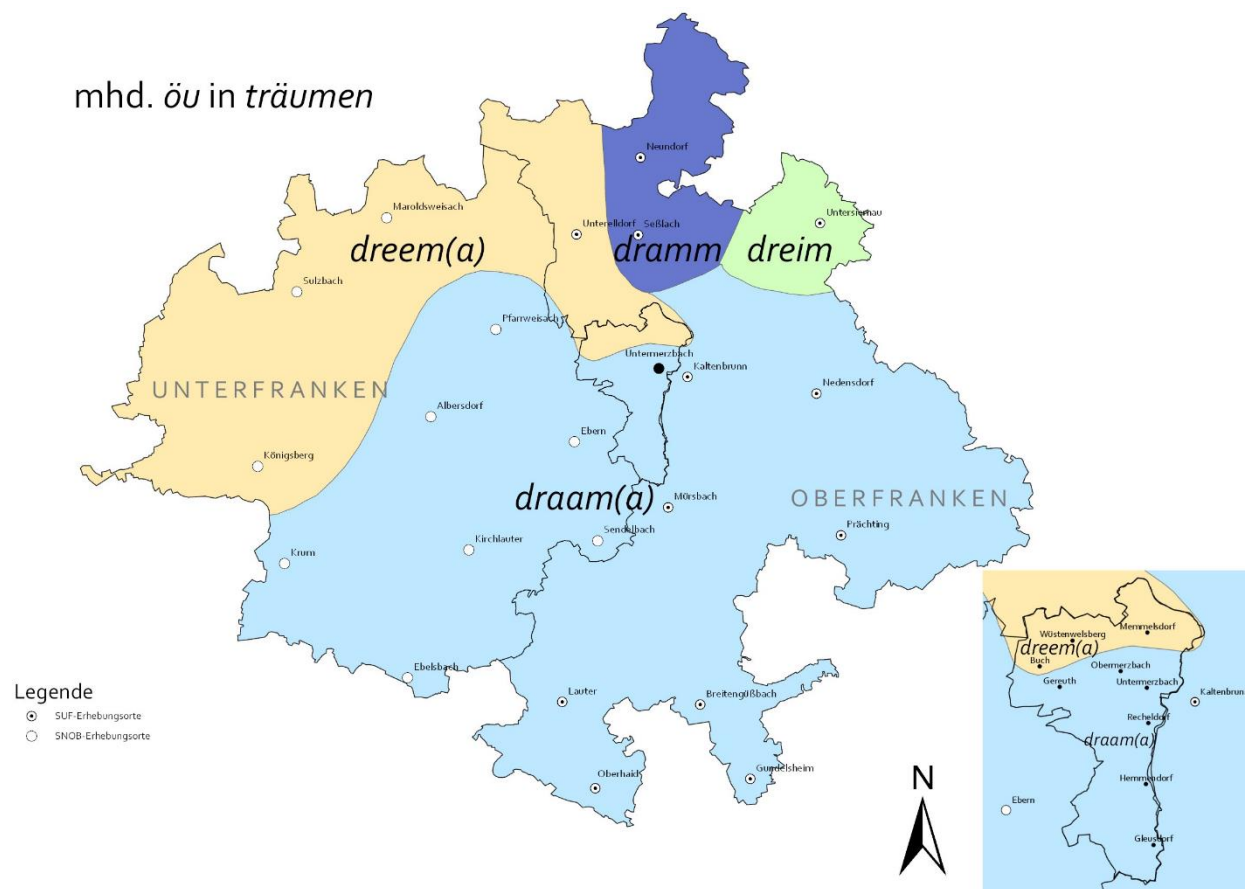 mhd. öu in träumen
Neundorf
Maroldsweisach
Unterelldorf
Seßlach
Untersiemau
dreem(a)
dramm
dreim
Sulzbach
Pfarrweisach
Untermerzbach
Kaltenbrunn
UNTERFRANKEN
Nedensdorf
Albersdorf
Ebern
Königsberg
draam(a)
OBERFRANKEN
Mürsbach
Prächting
Sendelbach
Kirchlauter
Krum
Ebelsbach
Lauter
Breitengüßbach
Gundelsheim
Oberhaid
Legende
SUF-Erhebungsorte
SNOB-Erhebungsorte
N
Memmelsdorf
Wüstenwelsberg
dreem(a)
Buch
Obermerzbach
Gereuth
Untermerzbach
Kaltenbrunn
Recheldorf
draam(a)
Hemmendorf
Ebern
Gleusdorf